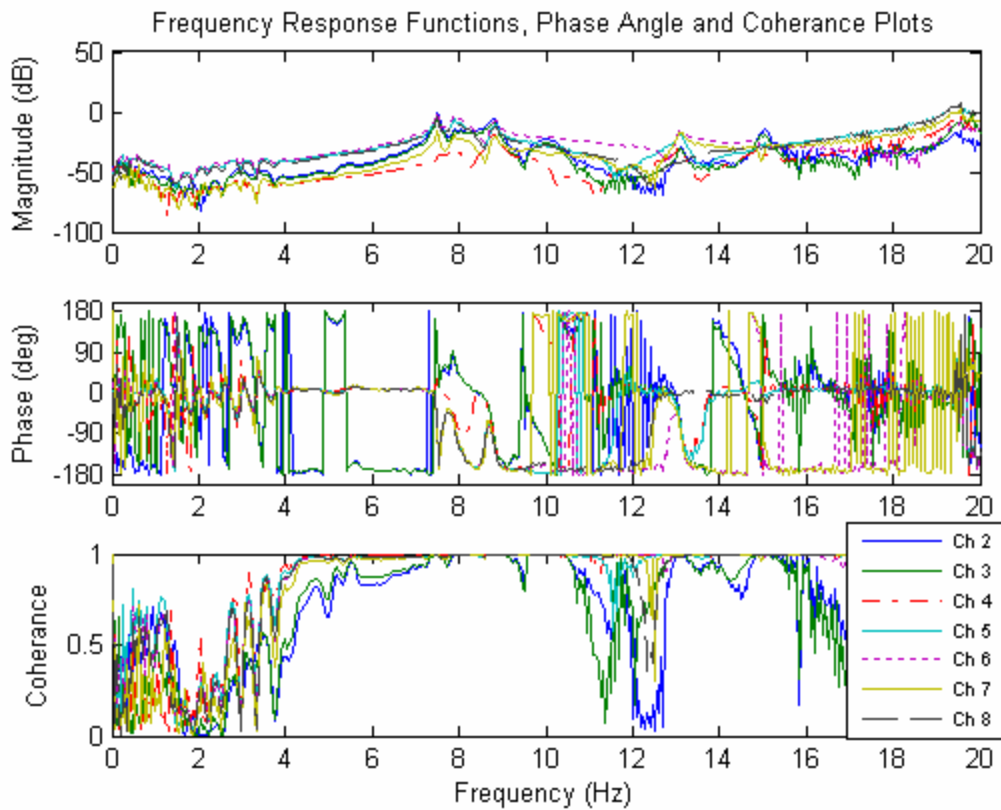 Frequency Response Functions, Phase Angle and Coherance Plots
Magnitude (dB)
50
0
-50
-100
0 2 4 6 8 10 12 14 16 18 20
Phase (deg)
180
90
0
-90
-180
0 2 4 6 8 10 12 14 16 18 20
Coherance
1
0.5
0
0 2 4 6 8 10 12 14 16 18 20
Frequency (Hz)
Ch 2
Ch 3
Ch 4
Ch 5
Ch 6
Ch 7
Ch 8